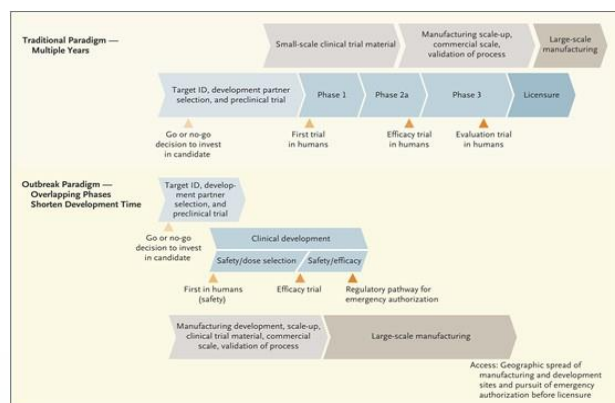 Traditional Paradigm —
Multiple Years
Small-scale clinical trial material
Manufacturing scale-up,
commercial scale,
validation of process
Large-scale
manufacturing
Target ID, development partner
selection, and preclinical trial
Phase 1
Phase 2a
Phase 3
Licensure
Go or no-go
decision to invest
in candidate
First trial
in humans
Efficacy trial
in humans
Evaluation trial
in humans
Outbreak Paradigm —
Overlapping Phases
Shorten Development Time
Target ID, develop-
ment partner
selection, and
preclinical trial
Go or no-go
decision to invest
in candidate
Clinical development
Safety/dose selection
Safety/efficacy
First in humans
(safety)
Efficacy trial
Regulatory pathway for
emergency authorization
Manufacturing development, scale-up,
clinical trial material, commercial
scale, validation of process
Large-scale manufacturing
Access: Geographic spread of
manufacturing and development
sites and pursuit of emergency
authorization before licensure